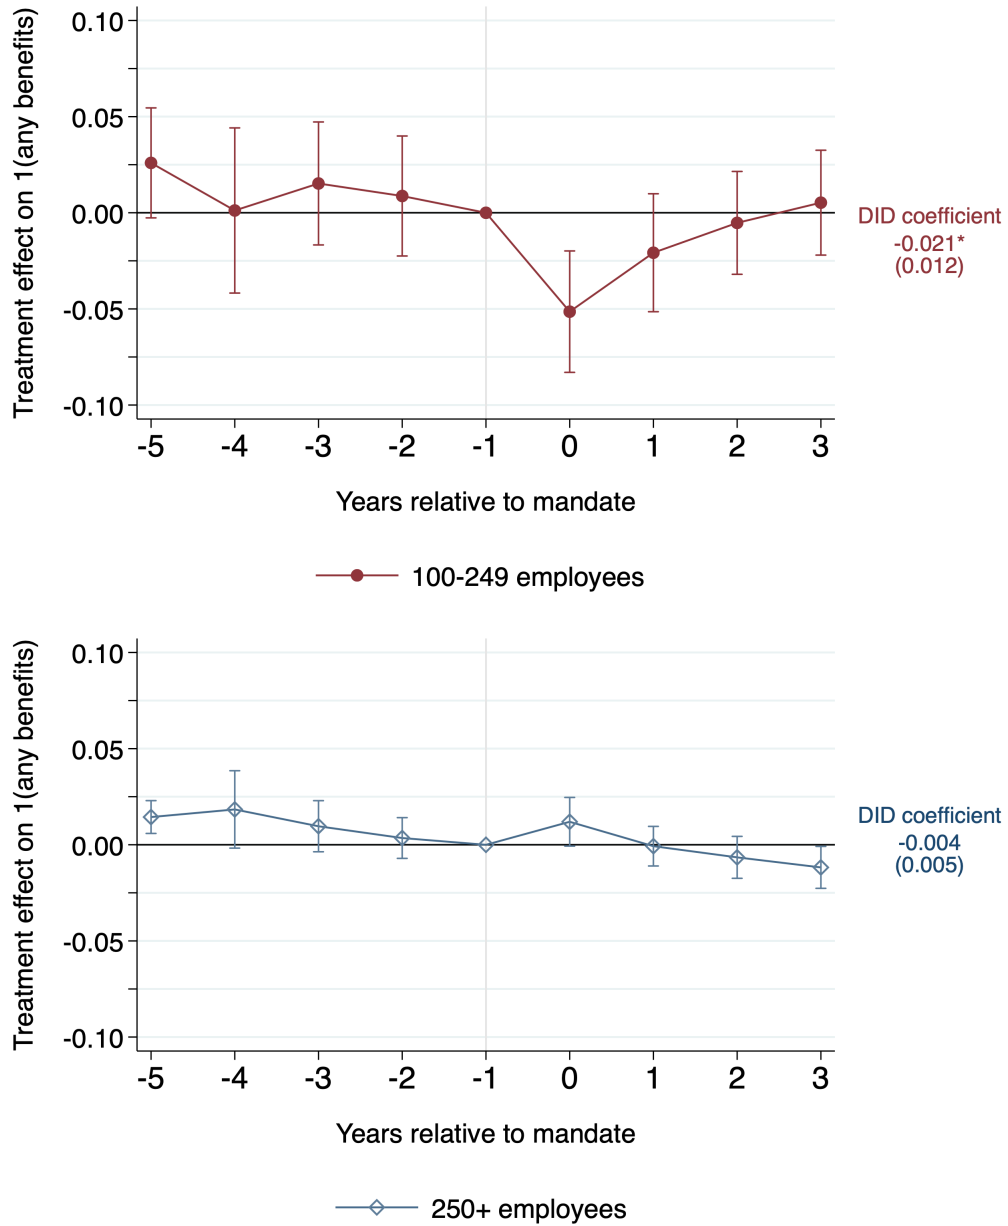 Treatment effect on 1(any benefits)
0.10
0.05
0.00
-0.05
-0.10
-5 -4 -3 -2 -1 0 1 2 3
Years relative to mandate
100-249 employees
DID coefficient
-0.021*
(0.012)
Treatment effect on 1(any benefits)
0.10
0.05
0.00
-0.05
-0.10
-5 -4 -3 -2 -1 0 1 2 3
Years relative to mandate
250+ employees
DID coefficient
-0.004
(0.005)